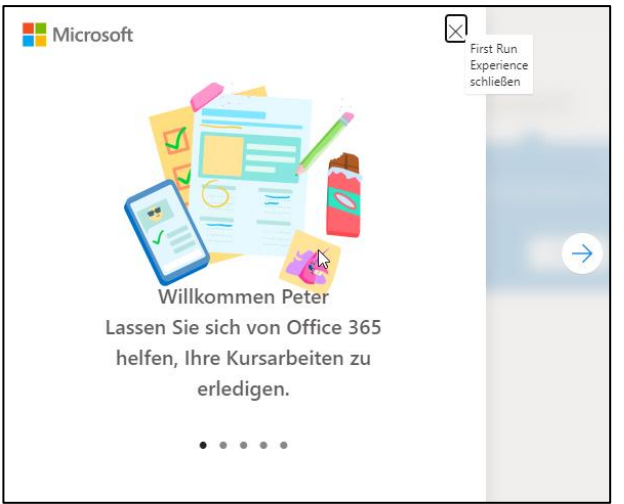 Microsoft
First Run
Experience
schließen
Willkommen Peter
Lassen Sie sich von Office 365
helfen, Ihre Kursarbeiten zu
erledigen.